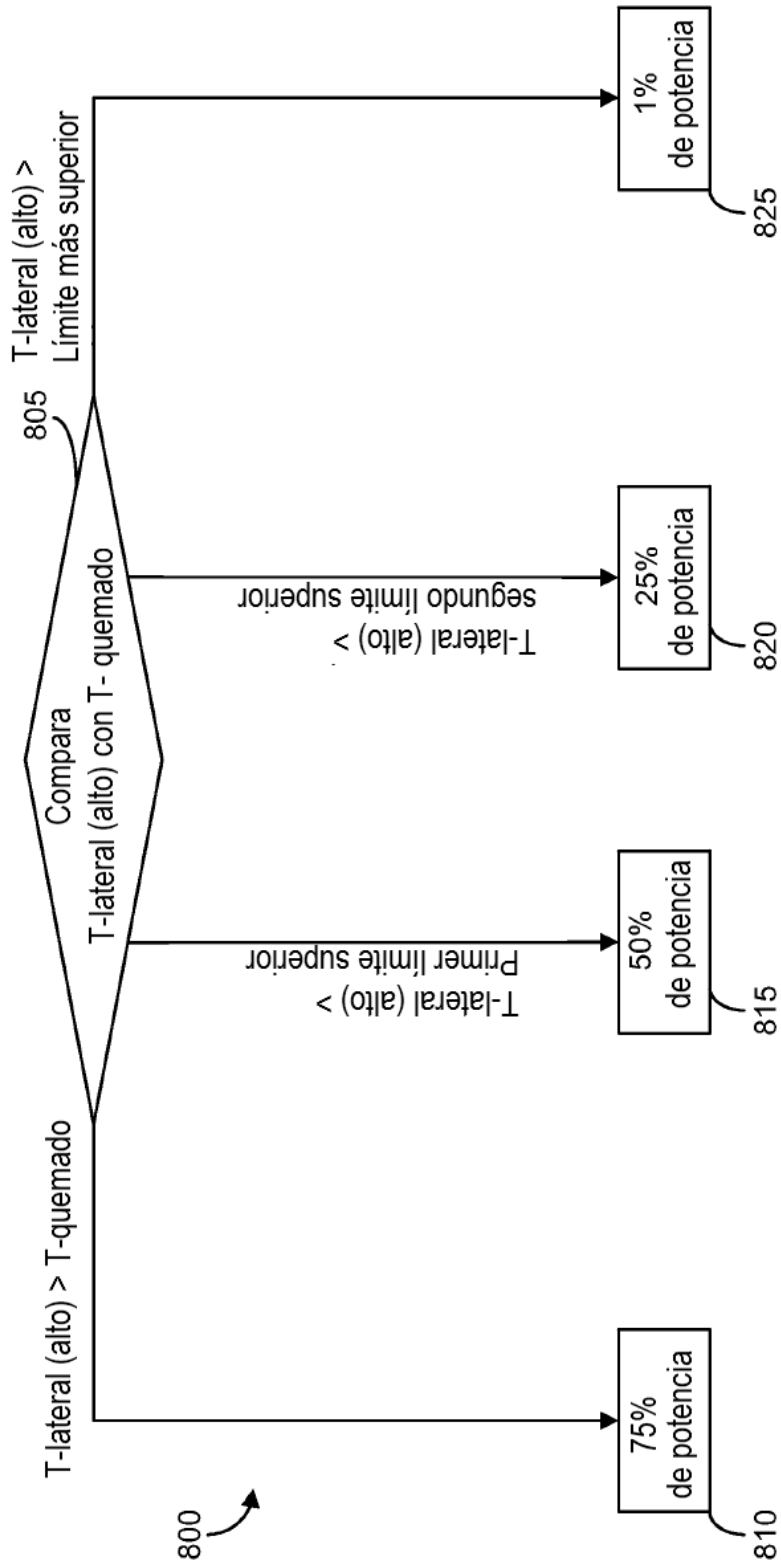 T-lateral (alto) > T-quemado
Compara
T-lateral (alto) con T- quemado
805
T-lateral (alto) >
Límite más superior
T-lateral (alto) >
Primer límite superior
T-lateral (alto) >
segundo límite superior
800
75%
de potencia
50%
de potencia
25%
de potencia
1%
de potencia
810
815
820
825